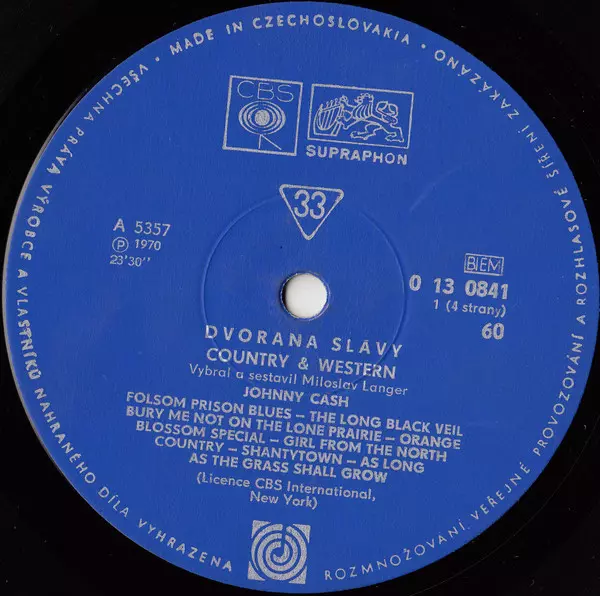 • MADE IN CZECHOSLOVAKIA •
VŠECHNA PRÁVA VÝROBCE A VLASTNÍKŮ NAHRANÉHO DÍLA VYHRAZENA
ROZMNOŽOVÁNÍ, VEŘEJNÉ PROVOZOVÁNÍ A ROZHLASOVÉ ŠÍŘENÍ ZAKÁZÁNO
CBS
SUPRAPHON
33
A 5357
Ⓟ 1970
23'30''
BIEM
0 13 0841
1 (4 strany)
60
DVORANA SLÁVY
COUNTRY & WESTERN
Vybral a sestavil Miloslav Langer
JOHNNY CASH
FOLSOM PRISON BLUES – THE LONG BLACK VEIL
BURY ME NOT ON THE LONE PRAIRIE – ORANGE
BLOSSOM SPECIAL – GIRL FROM THE NORTH
COUNTRY – SHANTYTOWN – AS LONG
AS THE GRASS SHALL GROW
(Licence CBS International,
New York)